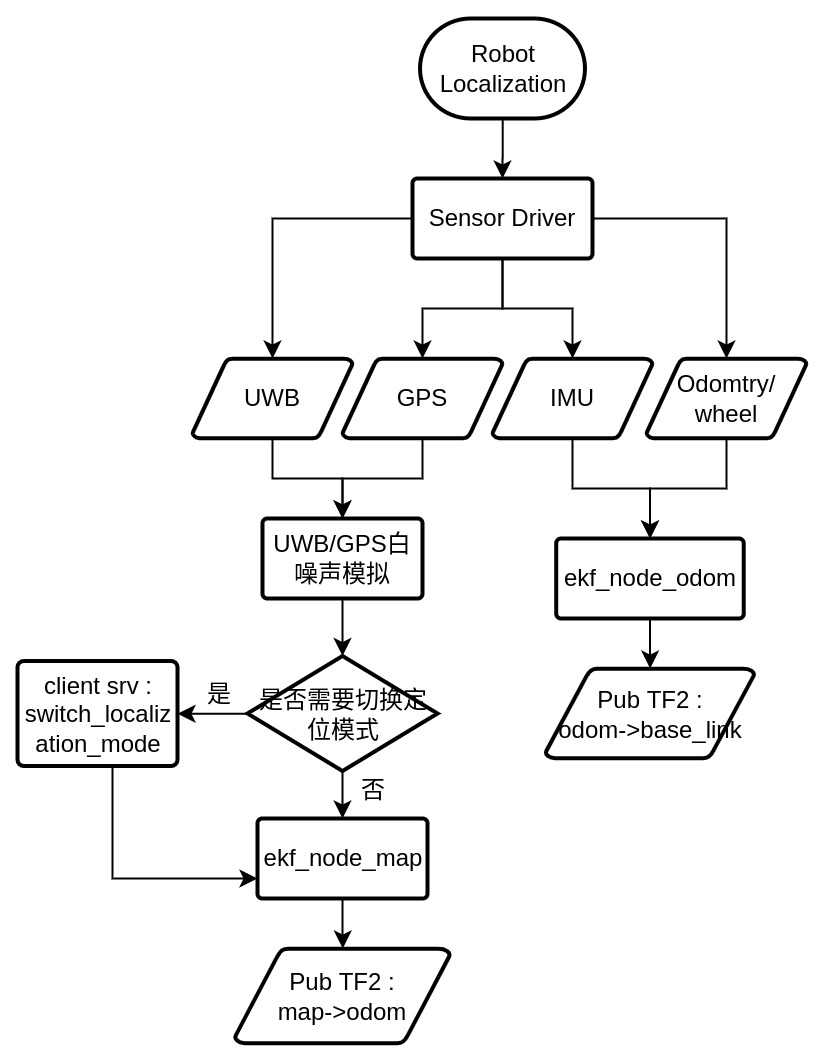 Robot
Localization
Sensor Driver
UWB
GPS
IMU
Odomtry/
wheel
UWB/GPS白
噪声模拟
ekf_node_odom
client srv :
switch_localiz
ation_mode
是
是否需要切换定
位模式
Pub TF2 :
odom->base_link
否
ekf_node_map
Pub TF2 :
map->odom